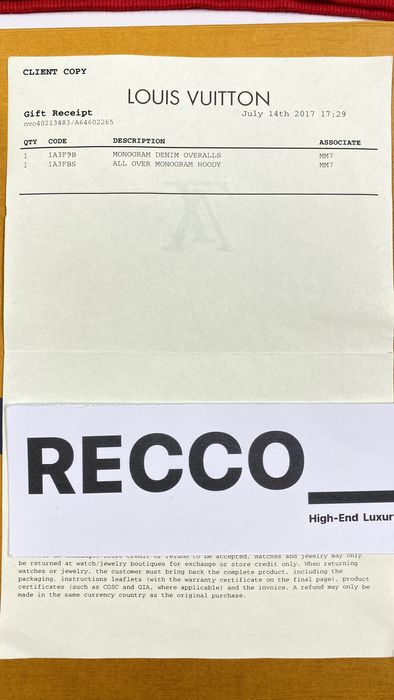 CLIENT COPY
LOUIS VUITTON
Gift Receipt July 14th 2017 17:29
nvo40213483/A64602265
QTY CODE DESCRIPTION ASSOCIATE
1 1A3F9B MONOGRAM DENIM OVERALLS MM7
1 1A3FBS ALL OVER MONOGRAM HOODY MM7
RECCO
High-End Luxur
store credit or refund to be accepted. Watches and jewelry may only
be returned at watch/jewelry boutiques for exchange or store credit only. When returning
watches or jewelry, the customer must bring back the complete product, including the
packaging, instructions leaflets (with the warranty certificate on the final page), product
certificates (such as COSC and GIA, where applicable) and the invoice. A refund may only be
made in the same currency country as the original purchase.